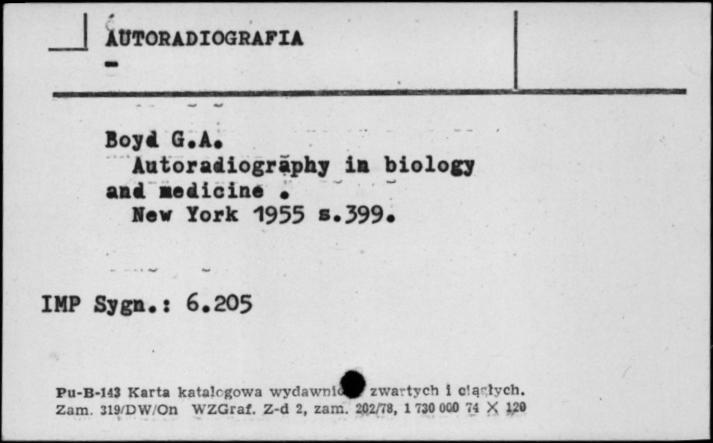 AUTORADIOGRAFIA
-
Boyd G.A.
Autoradiography in biology
and medicine .
New York 1955 s.399.
IMP Sygn.: 6.205
Pu-B-143 Karta katalogowa zwartych i ciągłych.
Zam. 319/DW/On WZGraf. Z-d 2, zam. 202/78, 1 730 000 74 X 120